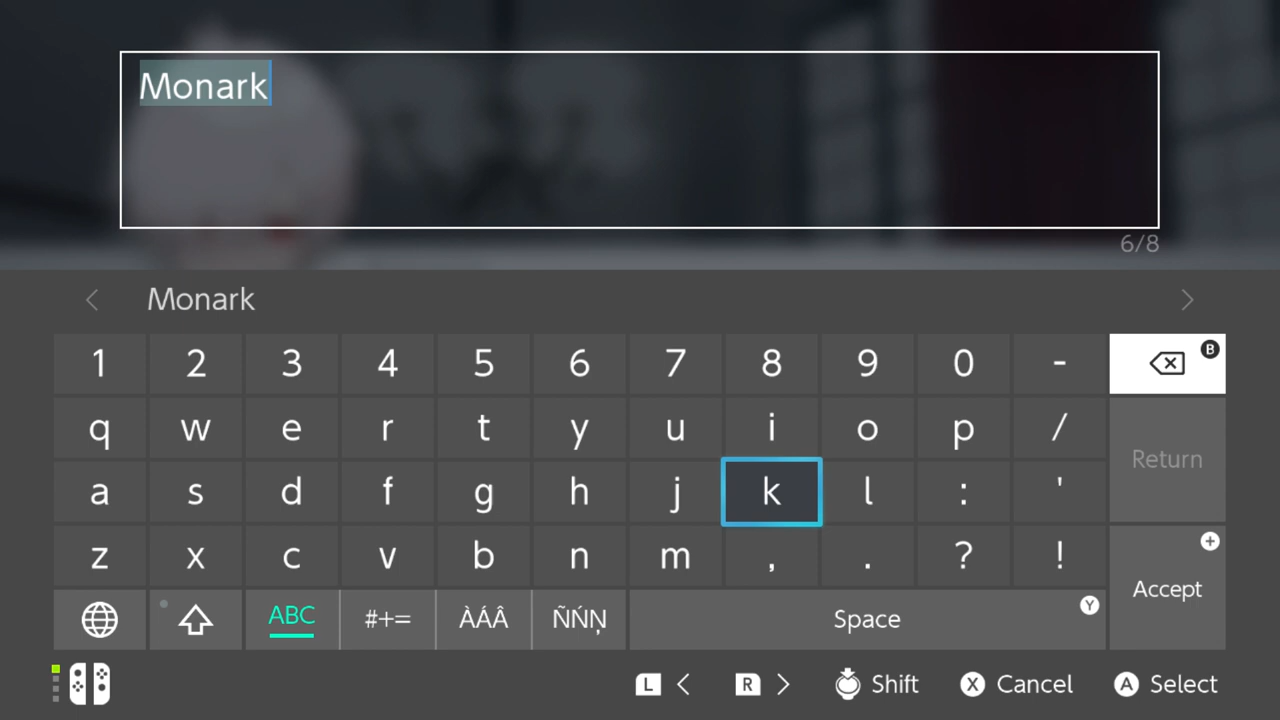 Monark
6/8
Monark
1 2 3 4 5 6 7 8 9 0 - B
q w e r t y u i o p /
Return
a s d f g h j k l : '
z x c v b n m , . ? !
+
Accept
ABC #+= ÀÁÂ ÑŃŅ Space Y
L R Shift X Cancel A Select